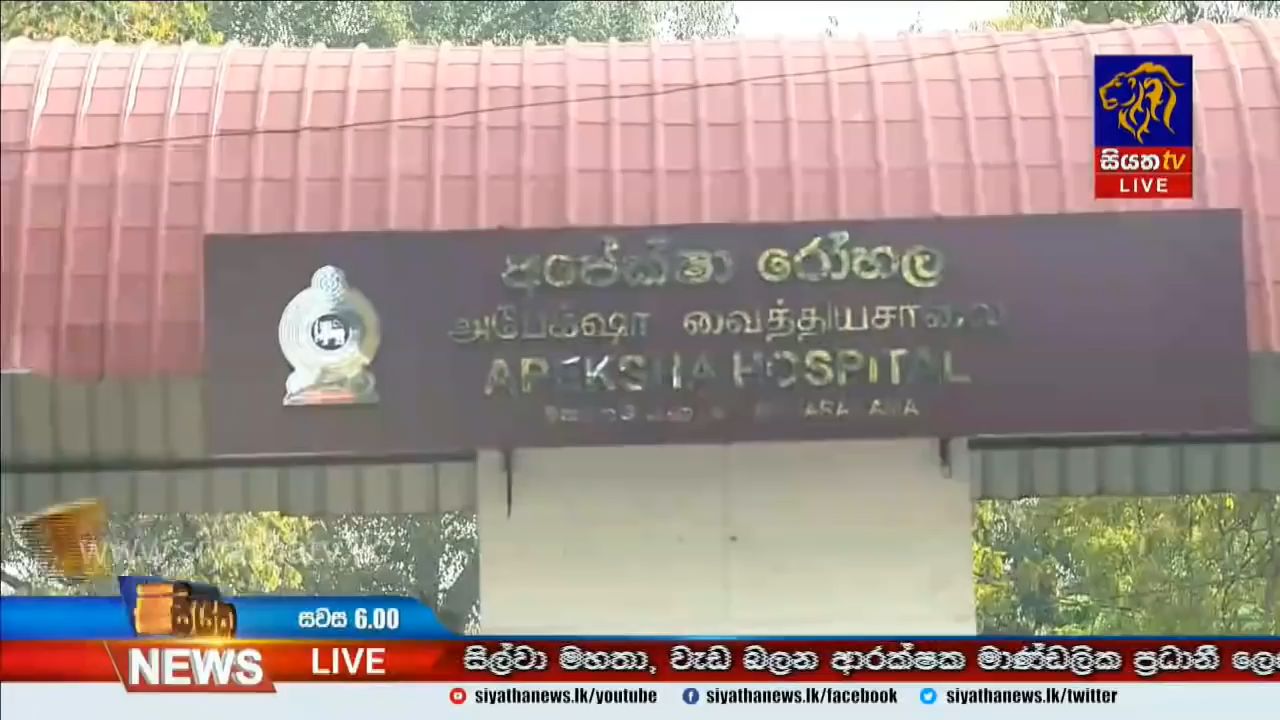 සියත tv
LIVE
අපේක්ෂා රෝහල
அபேக்ஷா வைத்தியசாலை
APEKSHA HOSPITAL
සියත
සවස 6.00
NEWS
LIVE
සිල්වා මහතා, වැඩ බලන ආරක්ෂක මාණ්ඩලික ප්‍රධානී ලෙ
siyathanews.lk/youtube
siyathanews.lk/facebook
siyathanews.lk/twitter